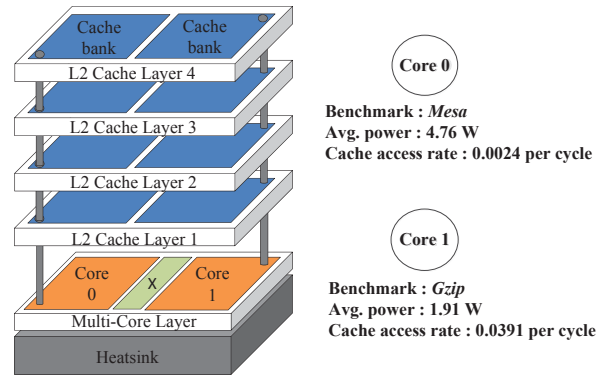 Cache
bank
Cache
bank
L2 Cache Layer 4
L2 Cache Layer 3
L2 Cache Layer 2
L2 Cache Layer 1
Core
0
X
Core
1
Multi-Core Layer
Heatsink
Core 0
Benchmark : Mesa
Avg. power : 4.76 W
Cache access rate : 0.0024 per cycle
Core 1
Benchmark : Gzip
Avg. power : 1.91 W
Cache access rate : 0.0391 per cycle